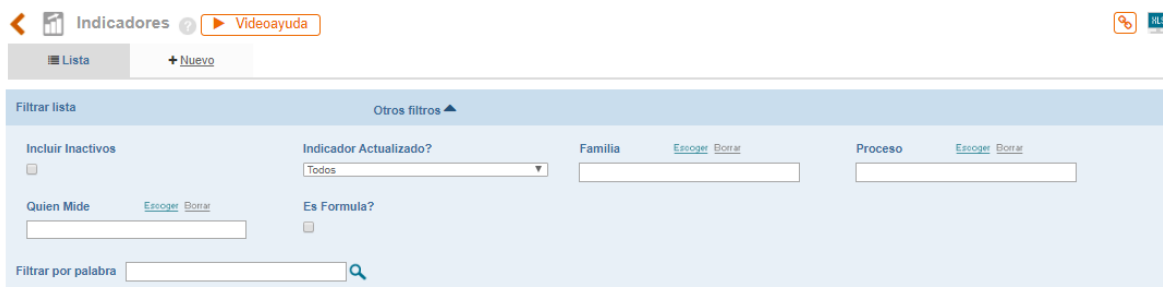 Indicadores ? Videoayuda
XLS
Lista + Nuevo
Filtrar lista Otros filtros
Incluir Inactivos Indicador Actualizado? Familia Escoger Borrar Proceso Escoger Borrar
Todos
Quien Mide Escoger Borrar Es Formula?
Filtrar por palabra